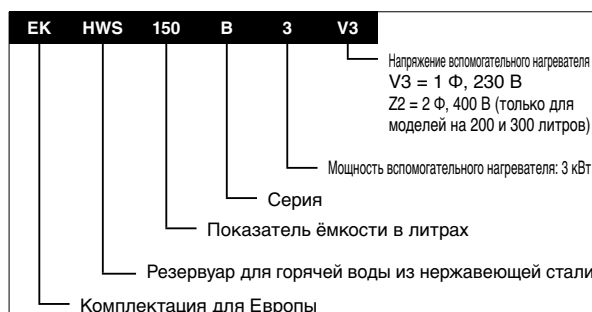 EK HWS 150 B 3 V3
Напряжение вспомогательного нагревателя
V3 = 1 Ф, 230 В
Z2 = 2 Ф, 400 В (только для
моделей на 200 и 300 литров)
Мощность вспомогательного нагревателя: 3 кВт
Серия
Показатель ёмкости в литрах
Резервуар для горячей воды из нержавеющей стали
Комплектация для Европы